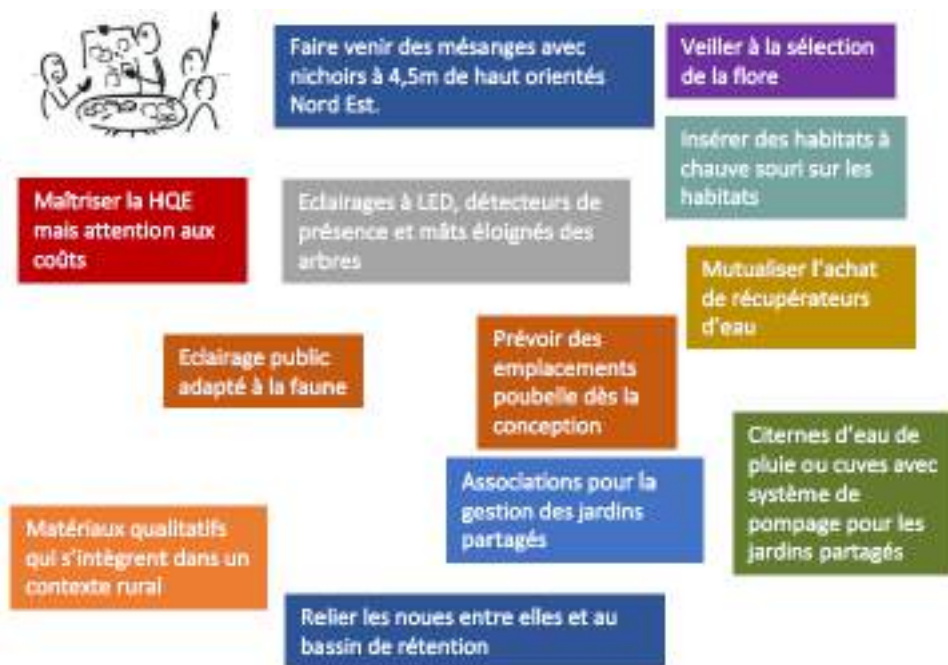 Faire venir des mésanges avec
nichoirs à 4,5m de haut orientés
Nord Est.
Veiller à la sélection
de la flore
Insérer des habitats à
chauve souri sur les
habitats
Maîtriser la HQE
mais attention aux
coûts
Eclairages à LED, détecteurs de
présence et mâts éloignés des
arbres
Mutualiser l'achat
de récupérateurs
d'eau
Eclairage public
adapté à la faune
Prévoir des
emplacements
poubelle dès la
conception
Citernes d'eau de
pluie ou cuves avec
système de
pompage pour les
jardins partagés
Associations pour la
gestion des jardins
partagés
Matériaux qualitatifs
qui s'intègrent dans un
contexte rural
Relier les noues entre elles et au
bassin de rétention